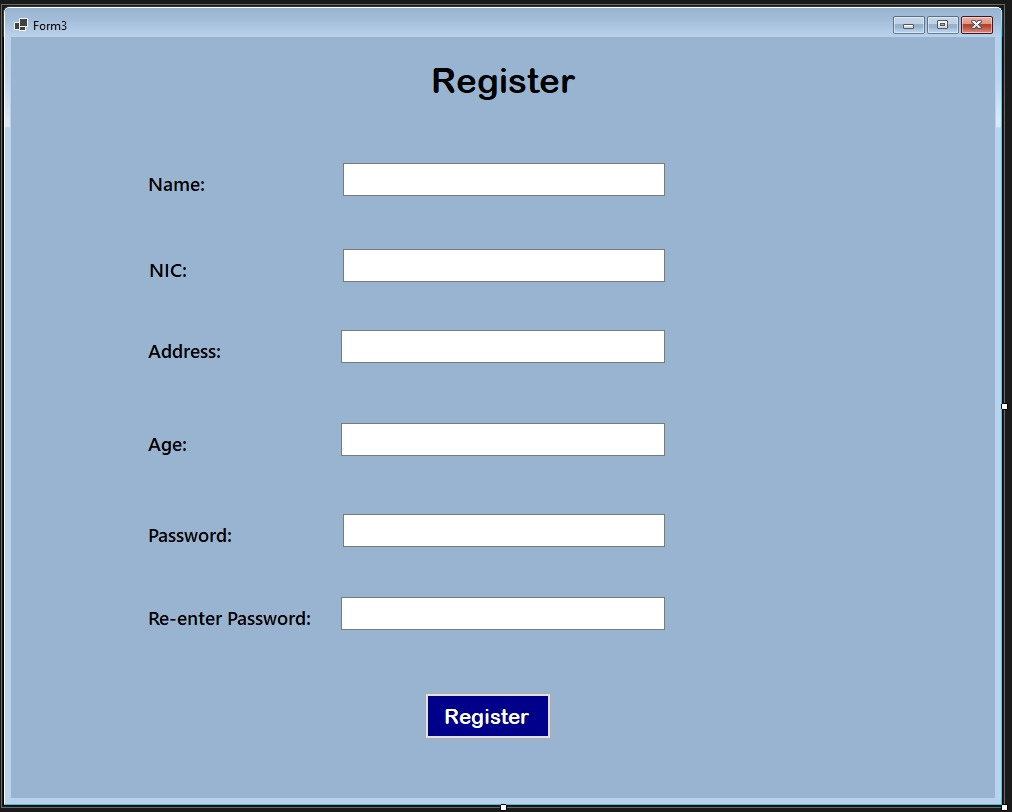 Form3
Register
Name:
NIC:
Address:
Age:
Password:
Re-enter Password:
Register